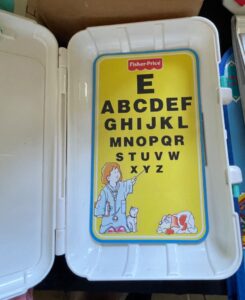 Fisher-Price
E
ABCDEF
GHIJKL
MNOPQR
STUVW
XYZ